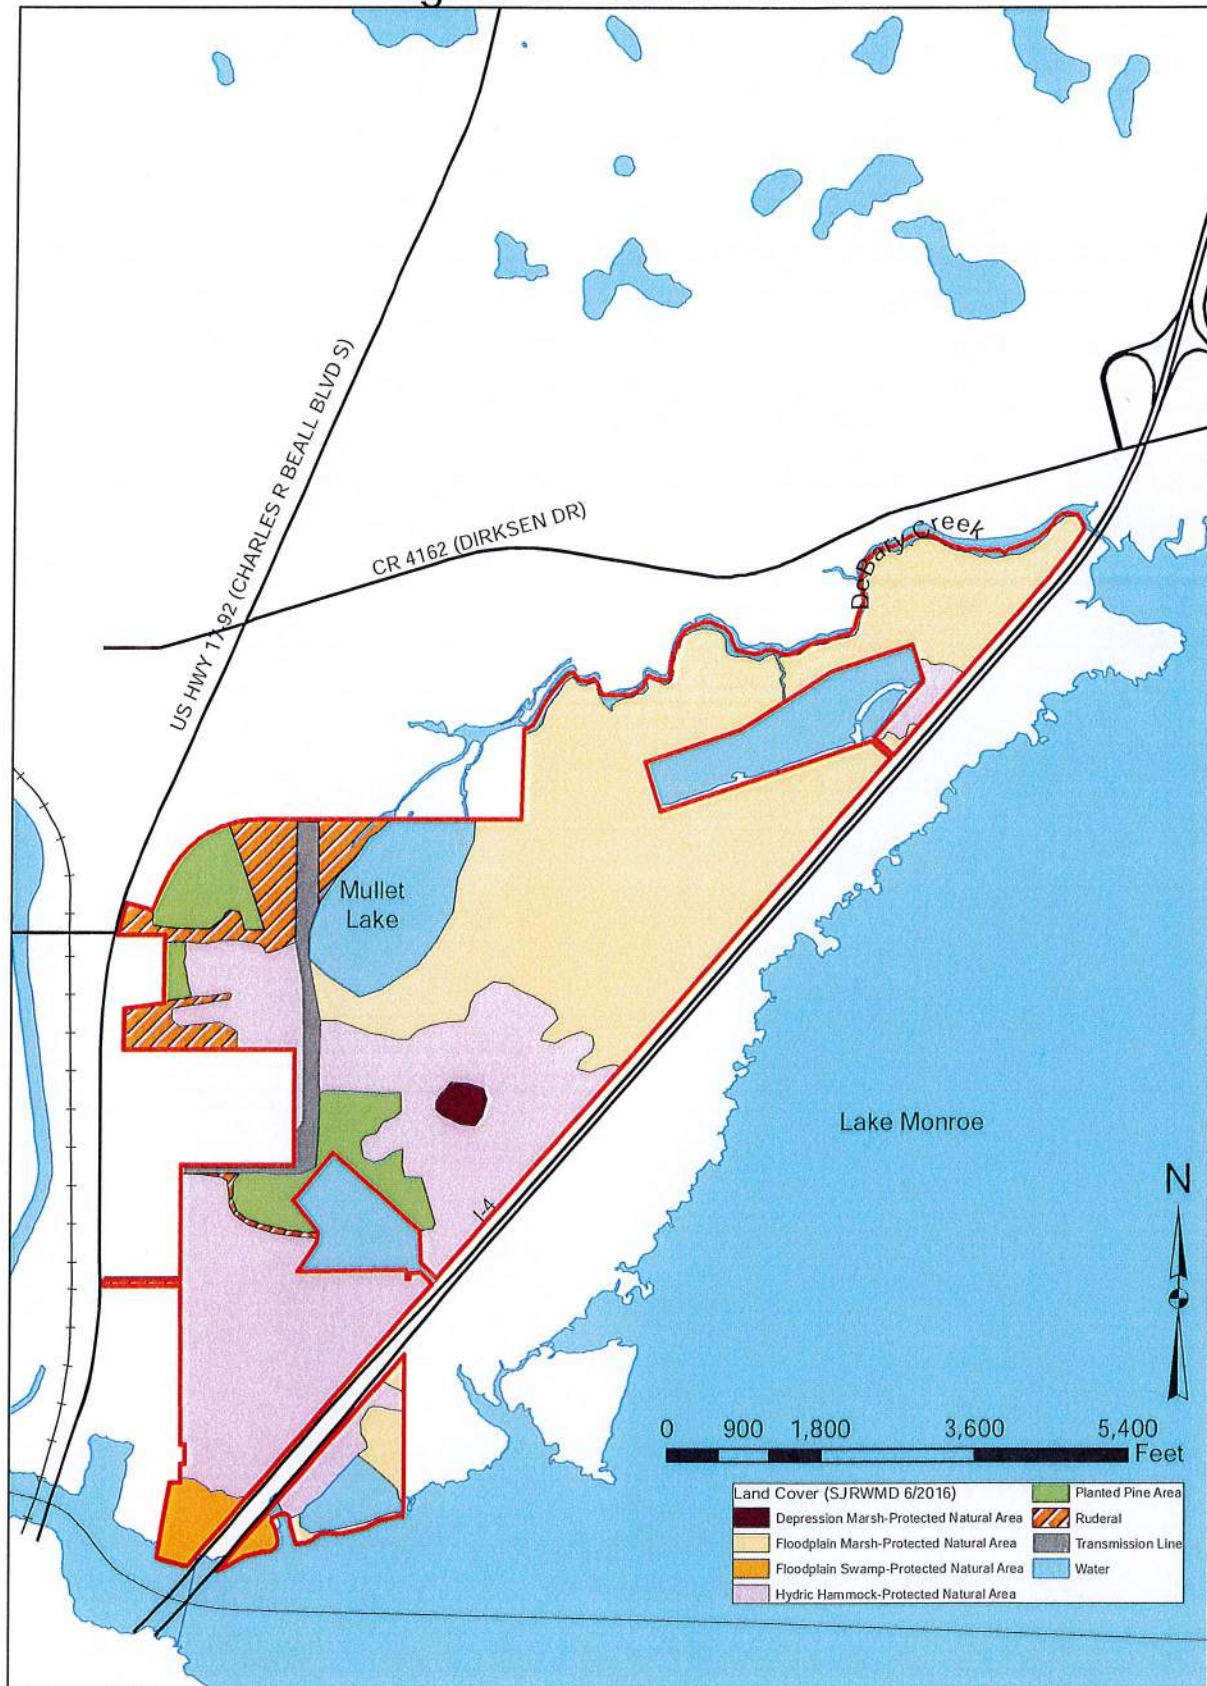 US HWY 17-92 (CHARLES R BEALL BLVD S)
CR 4162 (DIRKSEN DR)
DeBary Creek
Mullet
Lake
Lake Monroe
I-4
N
0 900 1,800 3,600 5,400
Feet
Land Cover (SJRWMD 6/2016)
Depression Marsh-Protected Natural Area
Floodplain Marsh-Protected Natural Area
Floodplain Swamp-Protected Natural Area
Hydric Hammock-Protected Natural Area
Planted Pine Area
Ruderal
Transmission Line
Water